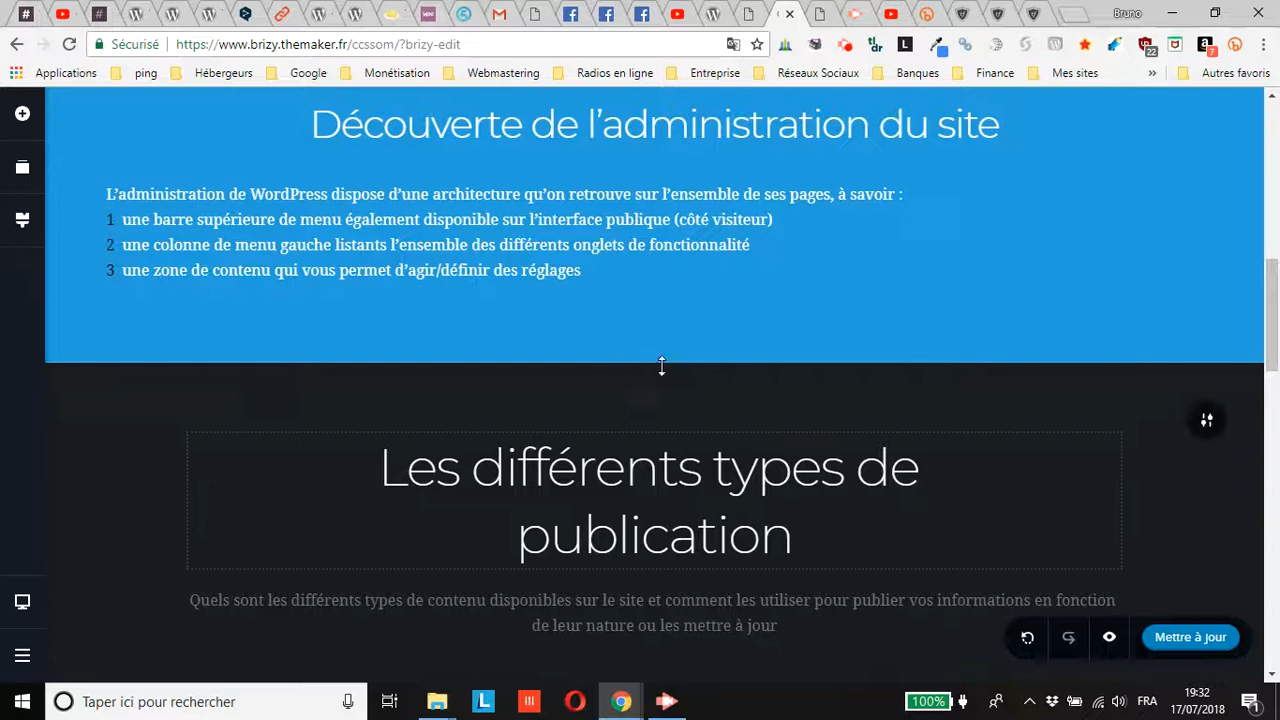 Bruno
Sécurisé
https://www.brizy.themaker.fr/ccssom/?brizy-edit
Applications
ping
Hébergeurs
Google
Monétisation
Webmastering
Radios en ligne
Entreprise
Réseaux Sociaux
Banques
Finance
Mes sites
»
Autres favoris
Découverte de l'administration du site
L'administration de WordPress dispose d'une architecture qu'on retrouve sur l'ensemble de ses pages, à savoir :
1 une barre supérieure de menu également disponible sur l'interface publique (côté visiteur)
2 une colonne de menu gauche listants l'ensemble des différents onglets de fonctionnalité
3 une zone de contenu qui vous permet d'agir/définir des réglages
Les différents types de
publication
Quels sont les différents types de contenu disponibles sur le site et comment les utiliser pour publier vos informations en fonction
de leur nature ou les mettre à jour
Mettre à jour
Taper ici pour rechercher
100%
FRA
19:32
17/07/2018